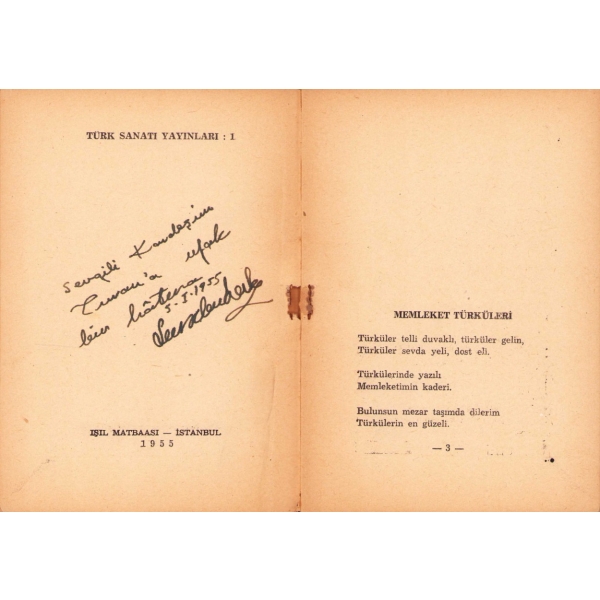 TÜRK SANATI YAYINLARI : 1
Sevgili Kardeşim
Turan'a ufak
bir hâtıra
5-I-1955
IŞIL MATBAASI — İSTANBUL
1955
MEMLEKET TÜRKÜLERİ
Türküler telli duvaklı, türküler gelin,
Türküler sevda yeli, dost eli.
Türkülerinde yazılı
Memleketimin kaderi.
Bulunsun mezar taşımda dilerim
Türkülerin en güzeli.
— 3 —